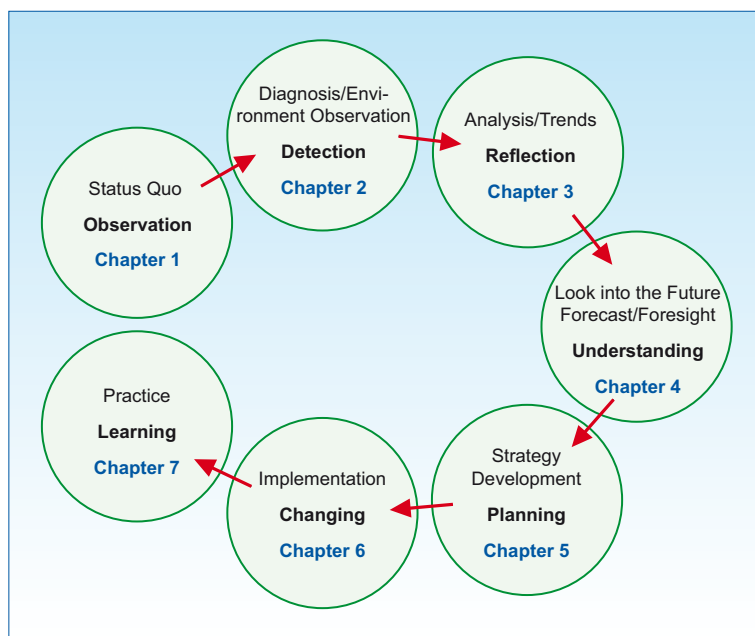 Status Quo
Observation
Chapter 1
Diagnosis/Envi-
ronment Observation
Detection
Chapter 2
Analysis/Trends
Reflection
Chapter 3
Look into the Future
Forecast/Foresight
Understanding
Chapter 4
Strategy
Development
Planning
Chapter 5
Implementation
Changing
Chapter 6
Practice
Learning
Chapter 7